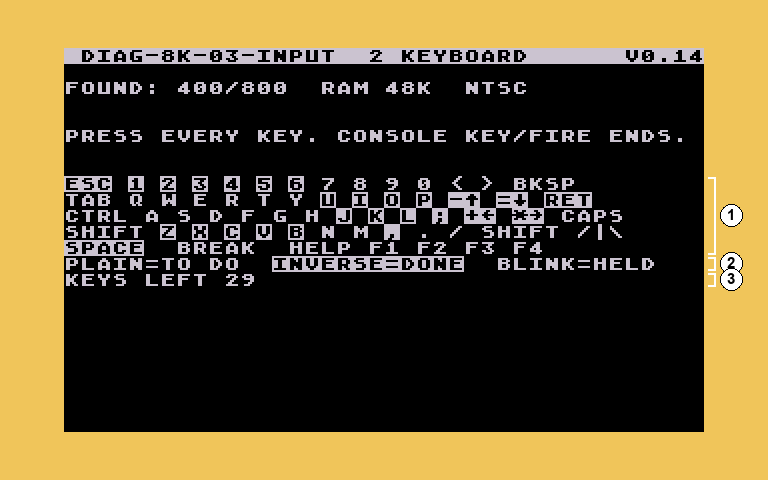 DIAG-8K-03-INPUT 2 KEYBOARD V0.14
FOUND: 400/800 RAM 48K NTSC
PRESS EVERY KEY. CONSOLE KEY/FIRE ENDS.
ESC 1 2 3 4 5 6 7 8 9 0 < > BKSP
TAB Q W E R T Y U I O P -↑ =↓ RET
CTRL A S D F G H J K L ; +← *→ CAPS
SHIFT Z X C V B N M , . / SHIFT /|\
SPACE BREAK HELP F1 F2 F3 F4
PLAIN=TO DO INVERSE=DONE BLINK=HELD
KEYS LEFT 29
1
2
3